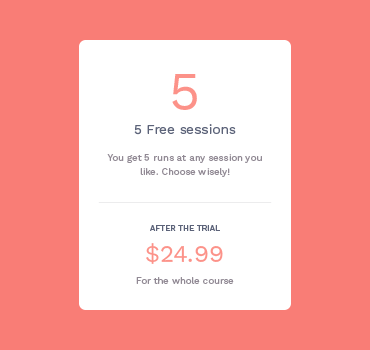 5
5 Free sessions
You get 5 runs at any session you
like. Choose wisely!
AFTER THE TRIAL
$24.99
For the whole course